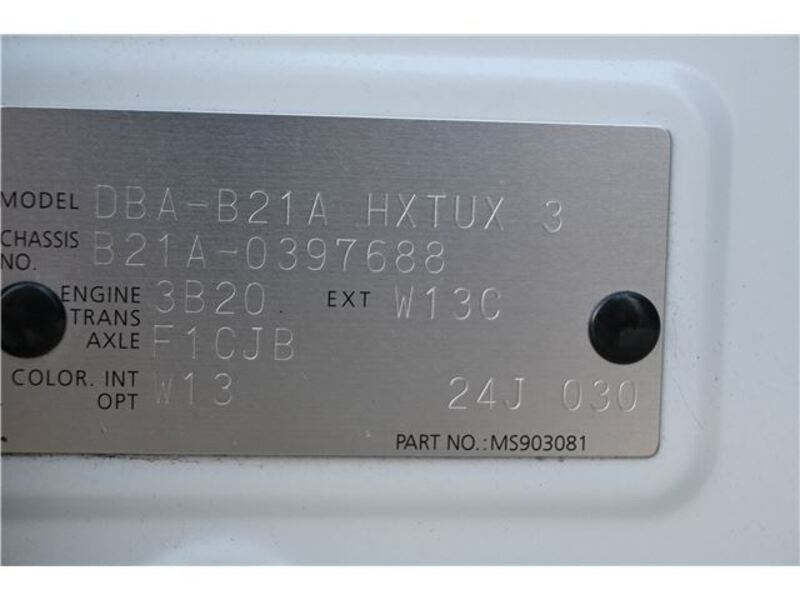 MODEL DBA-B21A HXTUX 3
CHASSIS NO. B21A-0397688
ENGINE 3B20 EXT W13C
TRANS AXLE F1CJB
COLOR. INT OPT W13 24J 030
PART NO.: MS903081